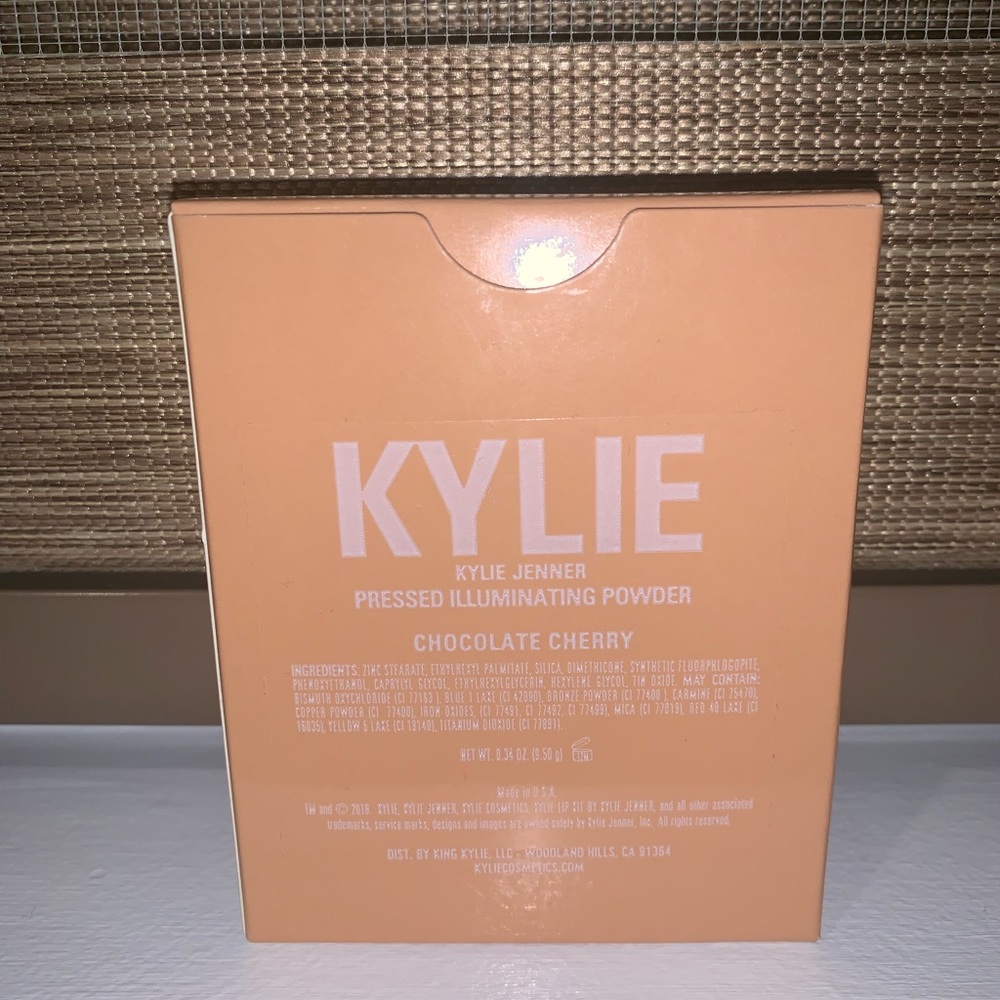 KYLIE
KYLIE JENNER
PRESSED ILLUMINATING POWDER
CHOCOLATE CHERRY
INGREDIENTS: ZINC STEARATE, ETHYLHEXYL PALMITATE, SILICA, DIMETHICONE, SYNTHETIC FLUORPHLOGOPITE,
PHENOXYETHANOL, CAPRYLYL GLYCOL, ETHYLHEXYLGLYCERIN, HEXYLENE GLYCOL, TIN OXIDE. MAY CONTAIN:
BISMUTH OXYCHLORIDE (CI 77163 ), BLUE 1 LAKE (CI 42090), BRONZE POWDER (CI 77400 ), CARMINE (CI 75470),
COPPER POWDER (CI 77400), IRON OXIDES, (CI 77491, CI 77492, CI 77499), MICA (CI 77019), RED 40 LAKE (CI
16035), YELLOW 5 LAKE (CI 19140), TITANIUM DIOXIDE (CI 77891).
NET WT. 0.34 OZ. (9.50 g) 12M
Made in U.S.A.
TM and © 2016. KYLIE, KYLIE JENNER, KYLIE COSMETICS, KYLIE LIP KIT BY KYLIE JENNER, and all other associated
trademarks, service marks, designs and images are owned solely by Kylie Jenner, Inc. All rights reserved.
DIST. BY KING KYLIE, LLC - WOODLAND HILLS, CA 91364
KYLIECOSMETICS.COM